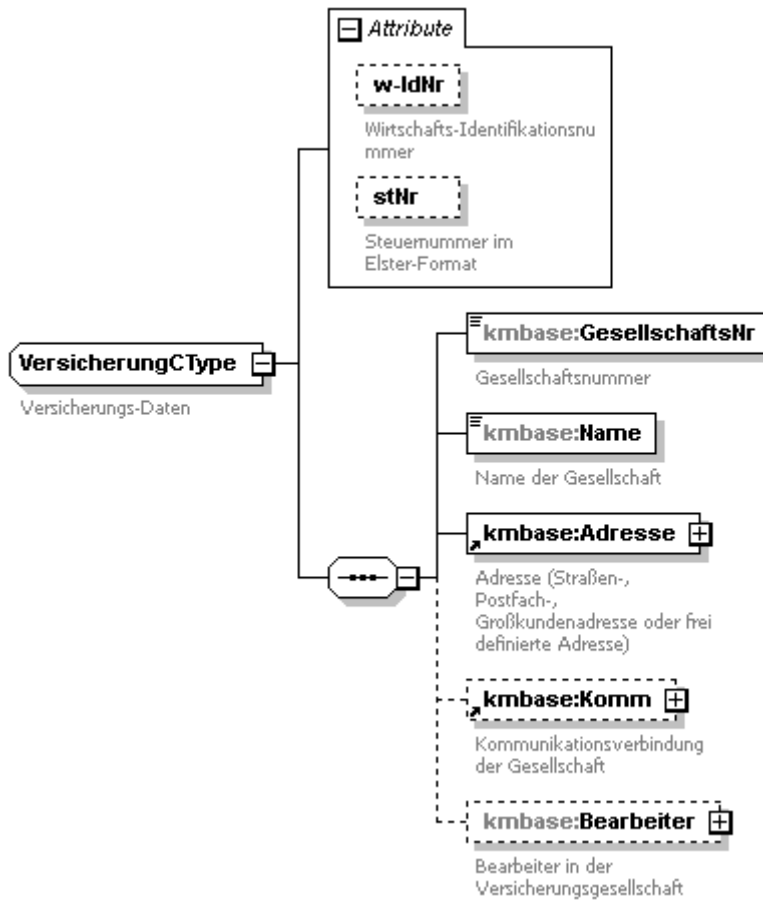 Attribute
w-IdNr
Wirtschafts-Identifikationsnu
mmer
stNr
Steuernummer im
Elster-Format
VersicherungCType
Versicherungs-Daten
kmbase:GesellschaftsNr
Gesellschaftsnummer
kmbase:Name
Name der Gesellschaft
kmbase:Adresse
Adresse (Straßen-,
Postfach-,
Großkundenadresse oder frei
definierte Adresse)
kmbase:Komm
Kommunikationsverbindung
der Gesellschaft
kmbase:Bearbeiter
Bearbeiter in der
Versicherungsgesellschaft